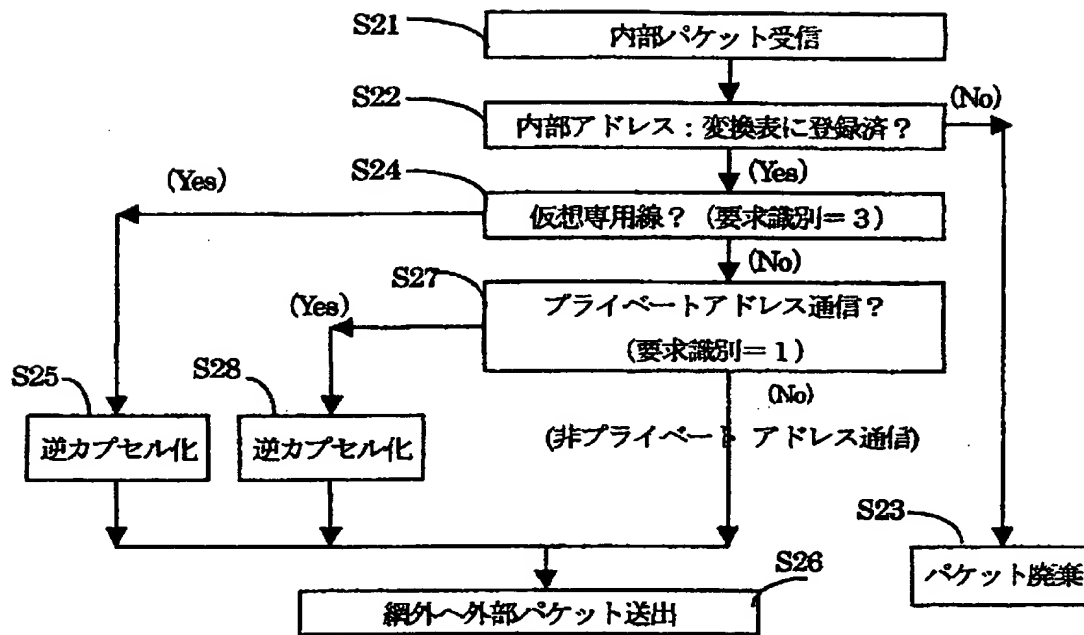 S21
内部パケット受信
S22
(No)
内部アドレス：変換表に登録済？
(Yes)
S24
(Yes)
仮想専用線？（要求識別＝３）
(No)
S27
(Yes)
プライベートアドレス通信？
(要求識別＝１)
S25
S28
(No)
逆カプセル化
逆カプセル化
(非プライベート アドレス通信)
S23
パケット廃棄
S26
網外へ外部パケット送出